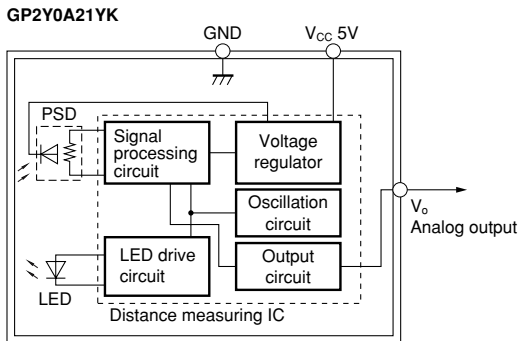 GP2Y0A21YK
GND
VCC 5V
PSD
Signal
processing
circuit
Voltage
regulator
Oscillation
circuit
Vo
Analog output
LED drive
circuit
Output
circuit
LED
Distance measuring IC